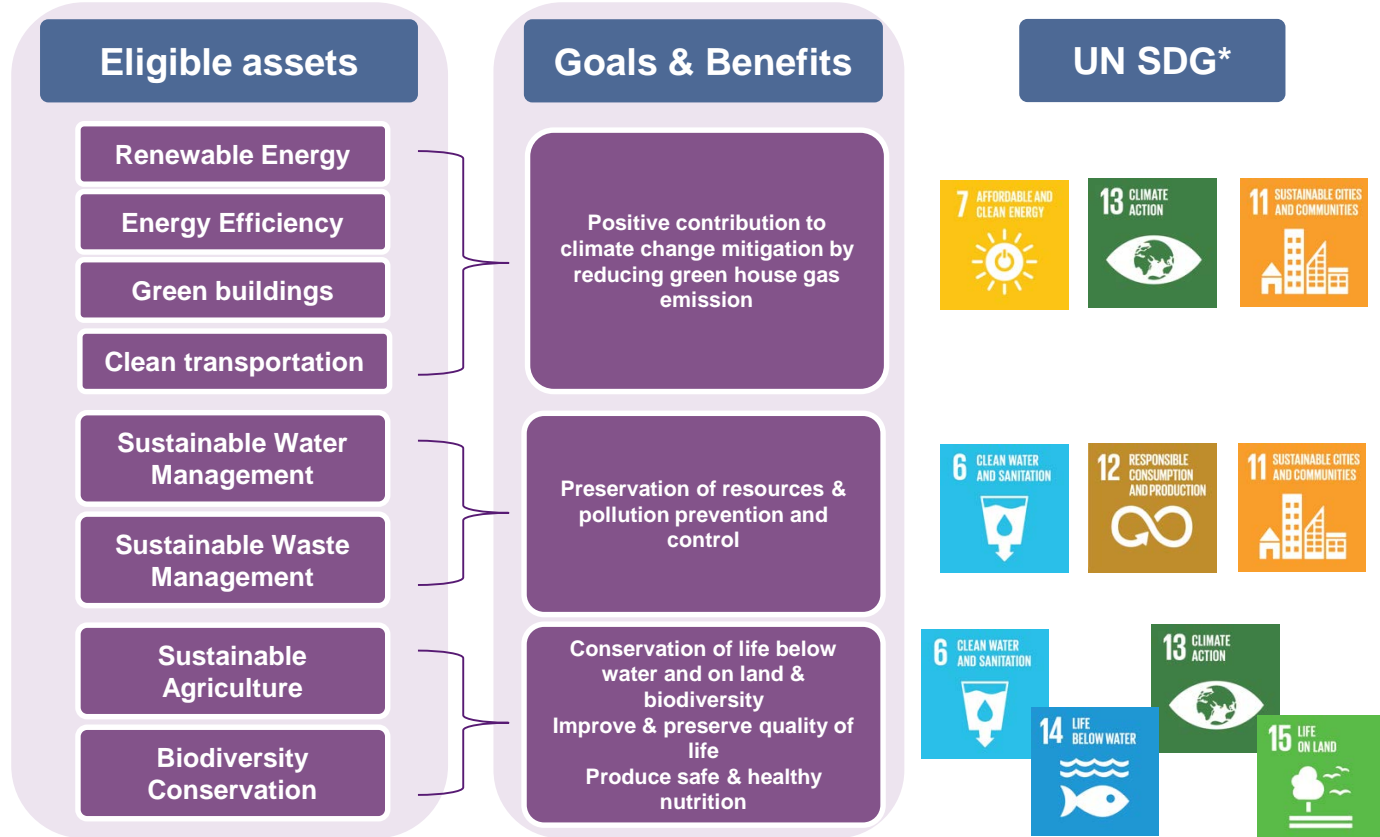 Eligible assets
Goals & Benefits
UN SDG*
Renewable Energy
Energy Efficiency
Green buildings
Clean transportation
Positive contribution to
climate change mitigation by
reducing green house gas
emission
7 AFFORDABLE AND
CLEAN ENERGY
13 CLIMATE
ACTION
11 SUSTAINABLE CITIES
AND COMMUNITIES
Sustainable Water
Management
Sustainable Waste
Management
Preservation of resources &
pollution prevention and
control
6 CLEAN WATER
AND SANITATION
12 RESPONSIBLE
CONSUMPTION
AND PRODUCTION
11 SUSTAINABLE CITIES
AND COMMUNITIES
Sustainable
Agriculture
Biodiversity
Conservation
Conservation of life below
water and on land &
biodiversity
Improve & preserve quality of
life
Produce safe & healthy
nutrition
6 CLEAN WATER
AND SANITATION
13 CLIMATE
ACTION
14 LIFE
BELOW WATER
15 LIFE
ON LAND